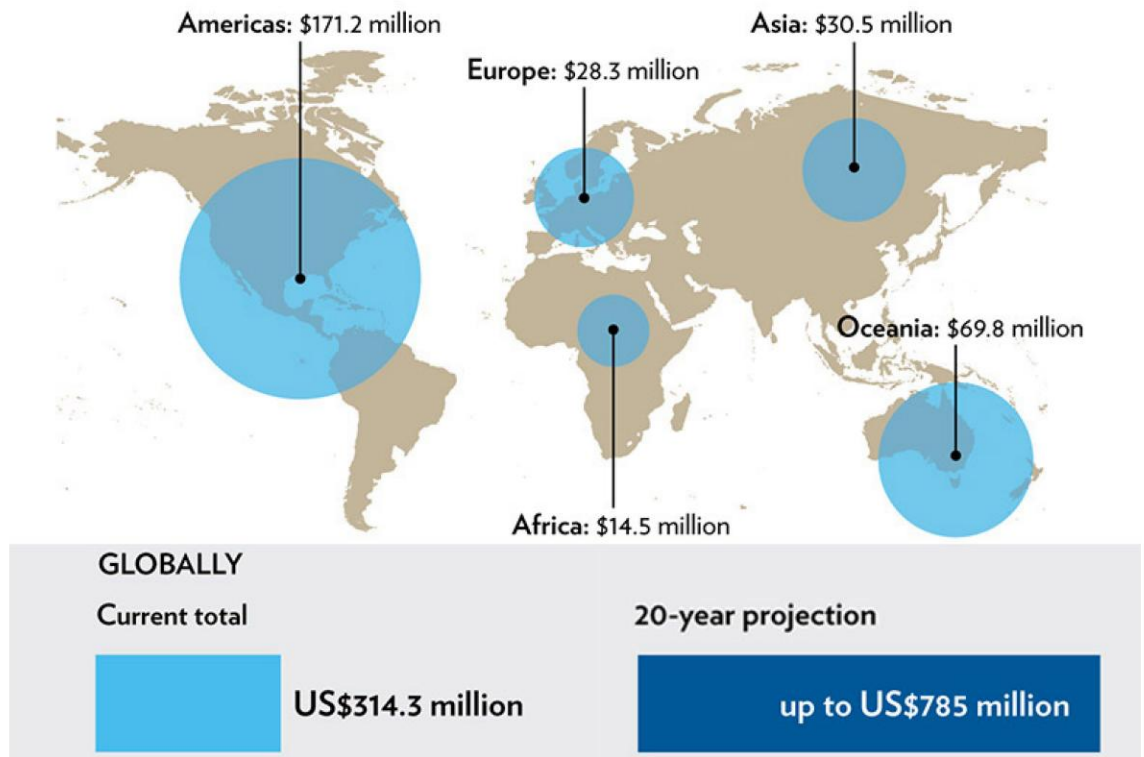 Americas: $171.2 million
Asia: $30.5 million
Europe: $28.3 million
Oceania: $69.8 million
Africa: $14.5 million
GLOBALLY
Current total
20-year projection
US$314.3 million
up to US$785 million